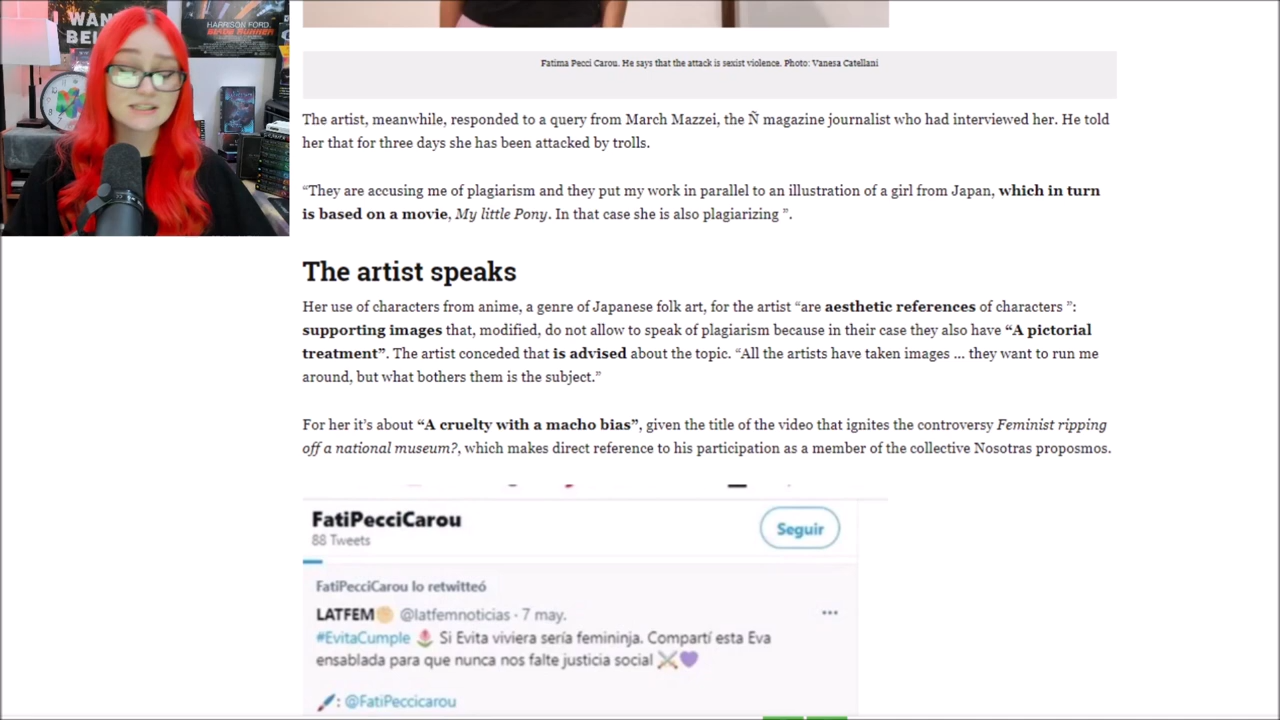 I WAN
BEL
HARRISON FORD
BLADE RUNNER
Fatima Pecci Carou. He says that the attack is sexist violence. Photo: Vanesa Catellani
The artist, meanwhile, responded to a query from March Mazzei, the Ñ magazine journalist who had interviewed her. He told
her that for three days she has been attacked by trolls.
“They are accusing me of plagiarism and they put my work in parallel to an illustration of a girl from Japan, which in turn
is based on a movie, My little Pony. In that case she is also plagiarizing ”.
The artist speaks
Her use of characters from anime, a genre of Japanese folk art, for the artist “are aesthetic references of characters ”:
supporting images that, modified, do not allow to speak of plagiarism because in their case they also have “A pictorial
treatment”. The artist conceded that is advised about the topic. “All the artists have taken images ... they want to run me
around, but what bothers them is the subject.”
For her it’s about “A cruelty with a macho bias”, given the title of the video that ignites the controversy Feminist ripping
off a national museum?, which makes direct reference to his participation as a member of the collective Nosotras proposmos.
FatiPecciCarou
88 Tweets
Seguir
FatiPecciCarou lo retwitteó
LATFEM @latfemnoticias · 7 may.
#EvitaCumple Si Evita viviera sería femininja. Compartí esta Eva
ensablada para que nunca nos falte justicia social
: @FatiPeccicarou